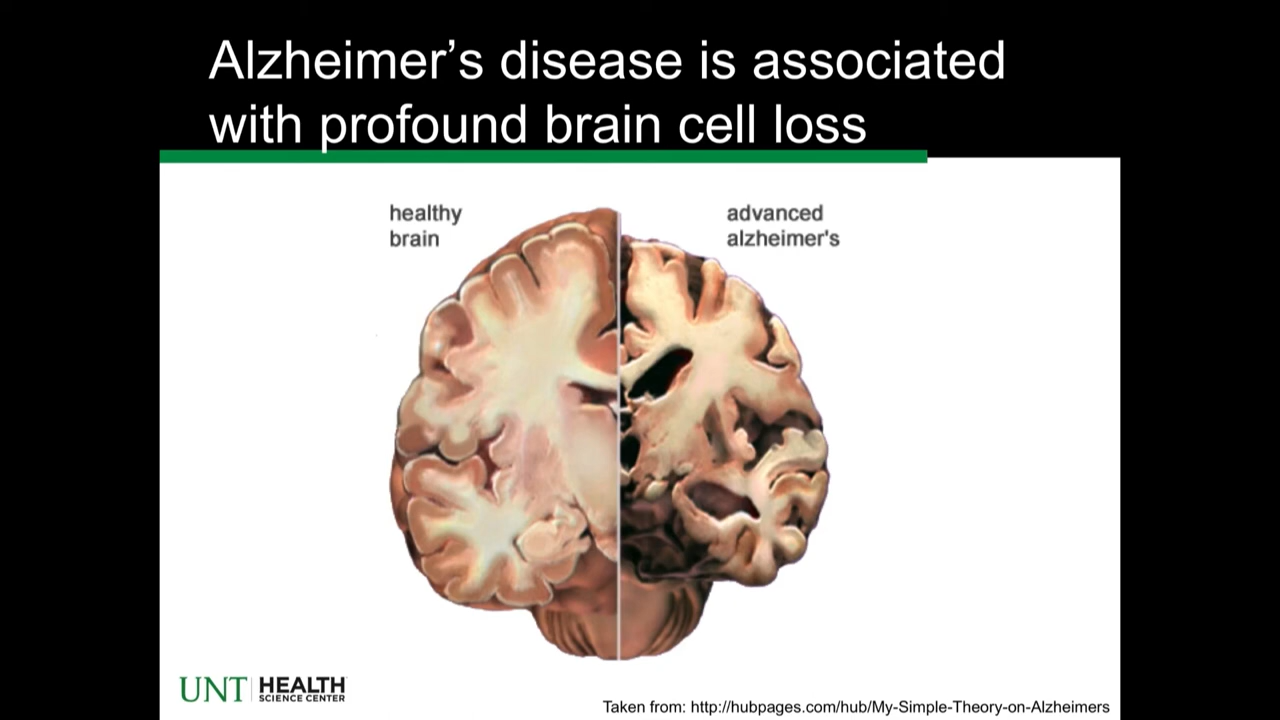 Alzheimer’s disease is associated
with profound brain cell loss
healthy
brain
advanced
alzheimer's
UNT HEALTH
SCIENCE CENTER
Taken from: http://hubpages.com/hub/My-Simple-Theory-on-Alzheimers